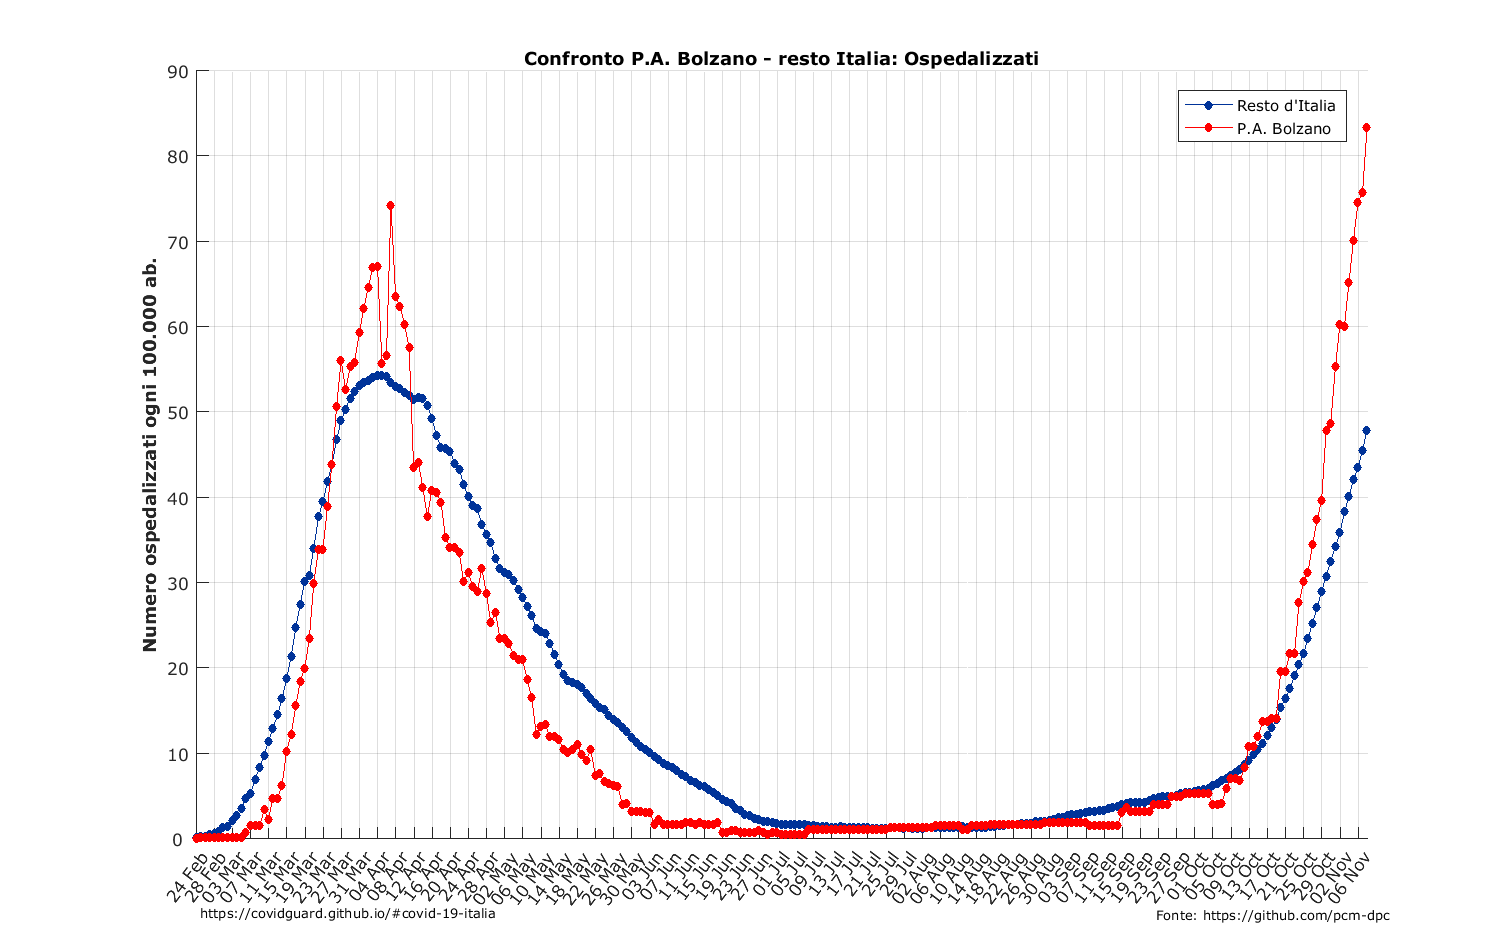 Confronto P.A. Bolzano - resto Italia: Ospedalizzati
Resto d'Italia
P.A. Bolzano
Numero ospedalizzati ogni 100.000 ab.
90
80
70
60
50
40
30
20
10
0
24 Feb
28 Feb
03 Mar
07 Mar
11 Mar
15 Mar
19 Mar
23 Mar
27 Mar
31 Mar
04 Apr
08 Apr
12 Apr
16 Apr
20 Apr
24 Apr
28 Apr
02 May
06 May
10 May
14 May
18 May
22 May
26 May
30 May
03 Jun
07 Jun
11 Jun
15 Jun
19 Jun
23 Jun
27 Jun
01 Jul
05 Jul
09 Jul
13 Jul
17 Jul
21 Jul
25 Jul
29 Jul
02 Aug
06 Aug
10 Aug
14 Aug
18 Aug
22 Aug
26 Aug
30 Aug
03 Sep
07 Sep
11 Sep
15 Sep
19 Sep
23 Sep
27 Sep
01 Oct
05 Oct
09 Oct
13 Oct
17 Oct
21 Oct
25 Oct
29 Oct
02 Nov
06 Nov
https://covidguard.github.io/#covid-19-italia
Fonte: https://github.com/pcm-dpc